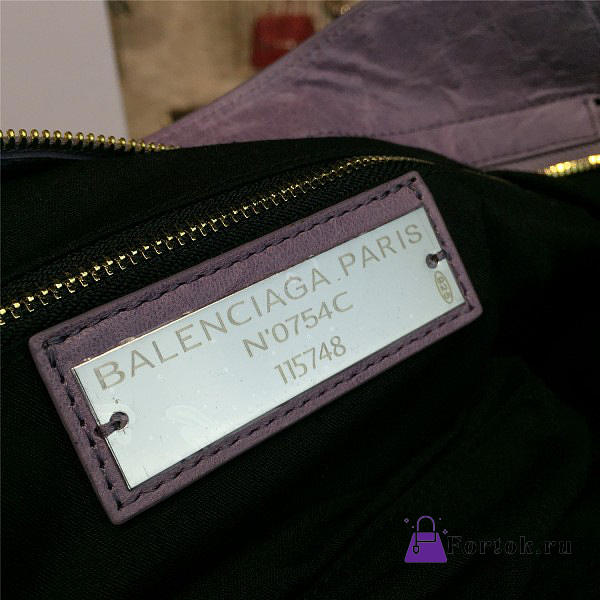 BALENCIAGA PARIS
N°0754C
115748
Fortok.ru